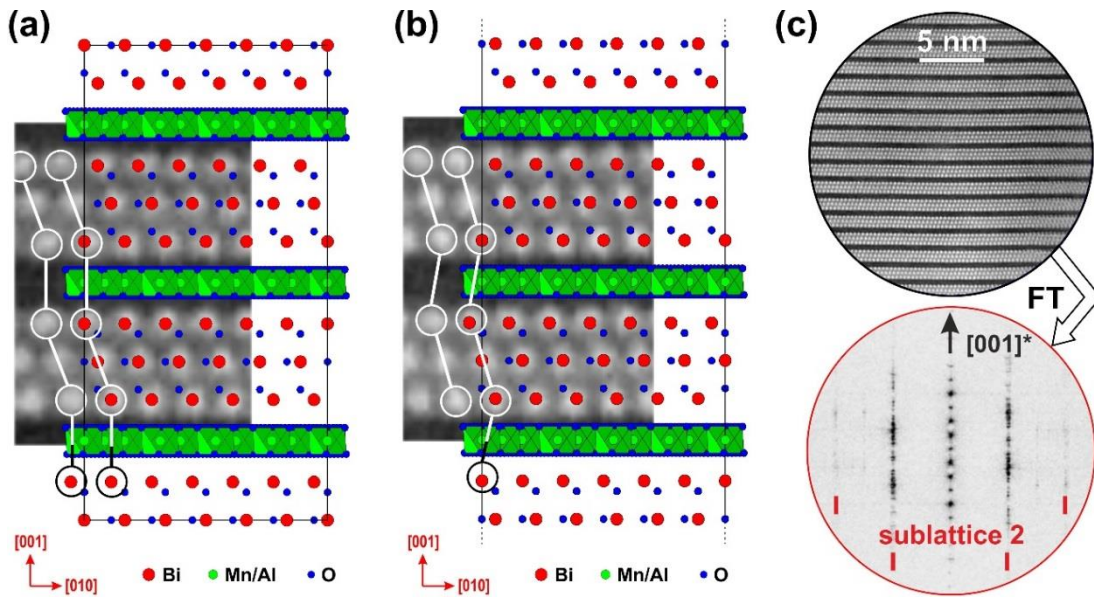 (a)
(b)
(c)
5 nm
FT
[001]*
sublattice 2
[001]
[010]
Bi
Mn/Al
O
[001]
[010]
Bi
Mn/Al
O